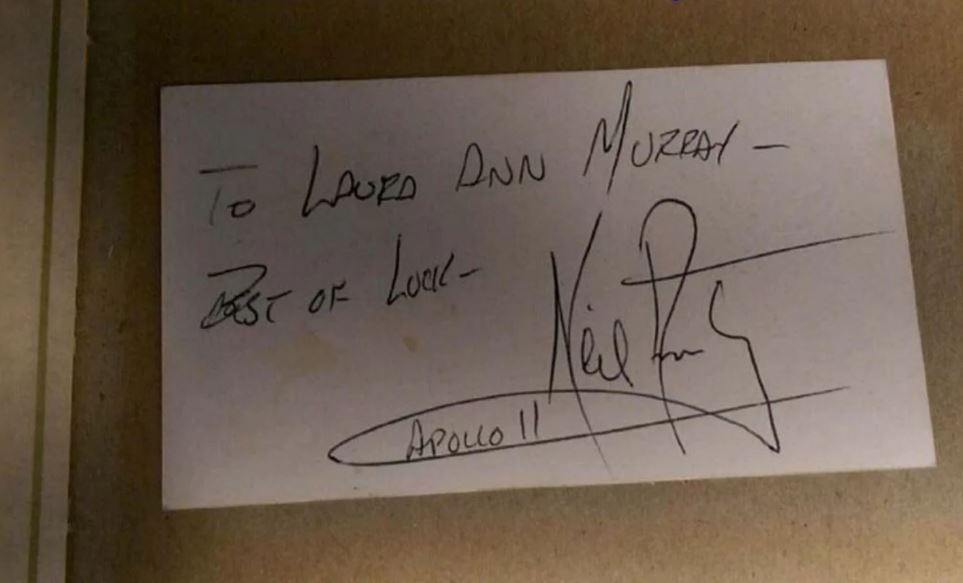 To Laura Ann Murray -
Best of Luck -
Neil
Apollo 11